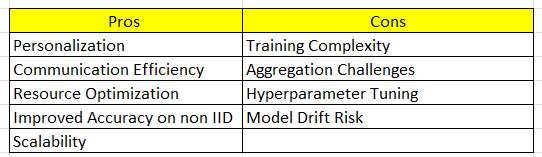 Pros Cons
Personalization Training Complexity
Communication Efficiency Aggregation Challenges
Resource Optimization Hyperparameter Tuning
Improved Accuracy on non IID Model Drift Risk
Scalability